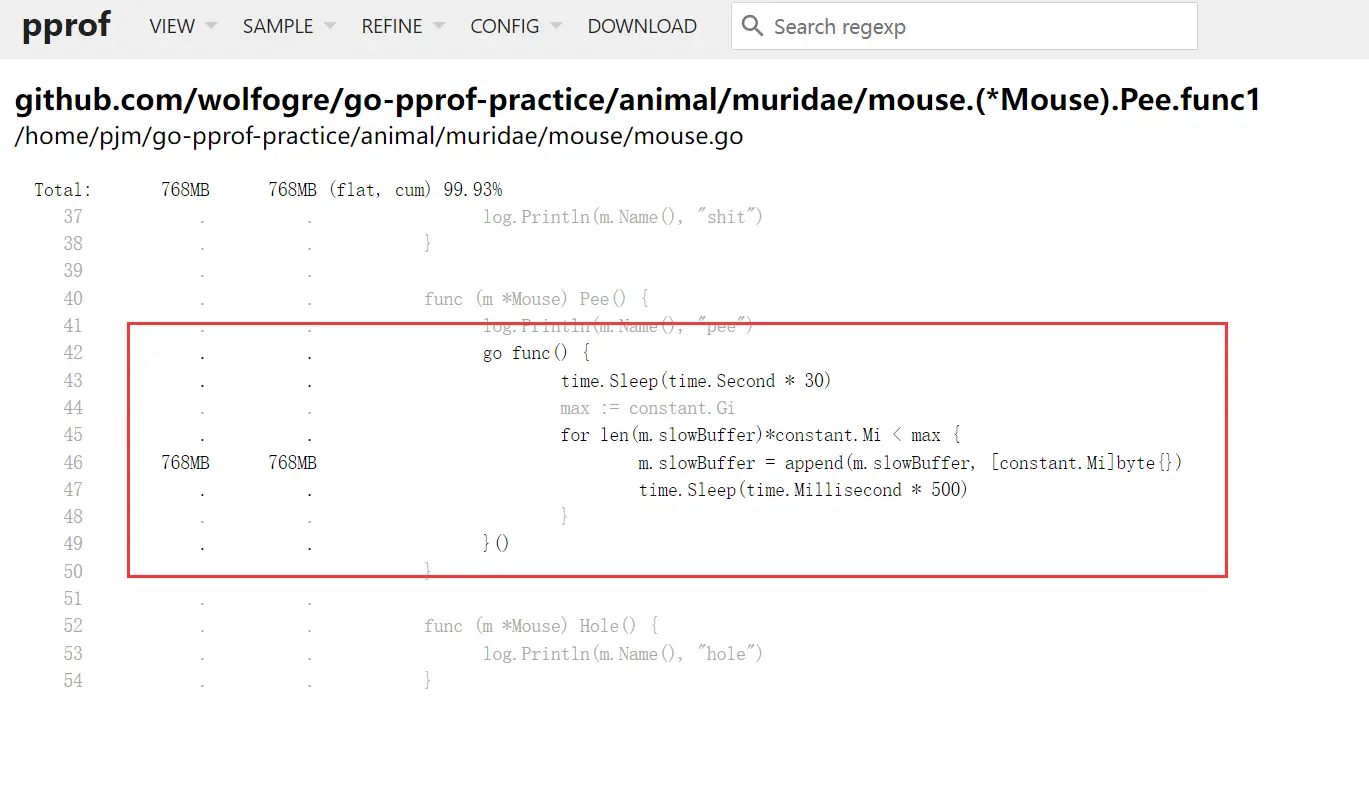 pprof VIEW SAMPLE REFINE CONFIG DOWNLOAD Search regexp
github.com/wolfogre/go-pprof-practice/animal/muridae/mouse.(*Mouse).Pee.func1
/home/pjm/go-pprof-practice/animal/muridae/mouse/mouse.go
Total: 768MB 768MB (flat, cum) 99.93%
37 . . log.Println(m.Name(), "shit")
38 . . }
39 . .
40 . . func (m *Mouse) Pee() {
41 . . log.Println(m.Name(), "pee")
42 . . go func() {
43 . . time.Sleep(time.Second * 30)
44 . . max := constant.Gi
45 . . for len(m.slowBuffer)*constant.Mi < max {
46 768MB 768MB m.slowBuffer = append(m.slowBuffer, [constant.Mi]byte{})
47 . . time.Sleep(time.Millisecond * 500)
48 . . }
49 . . }()
50 . . }
51 . .
52 . . func (m *Mouse) Hole() {
53 . . log.Println(m.Name(), "hole")
54 . . }